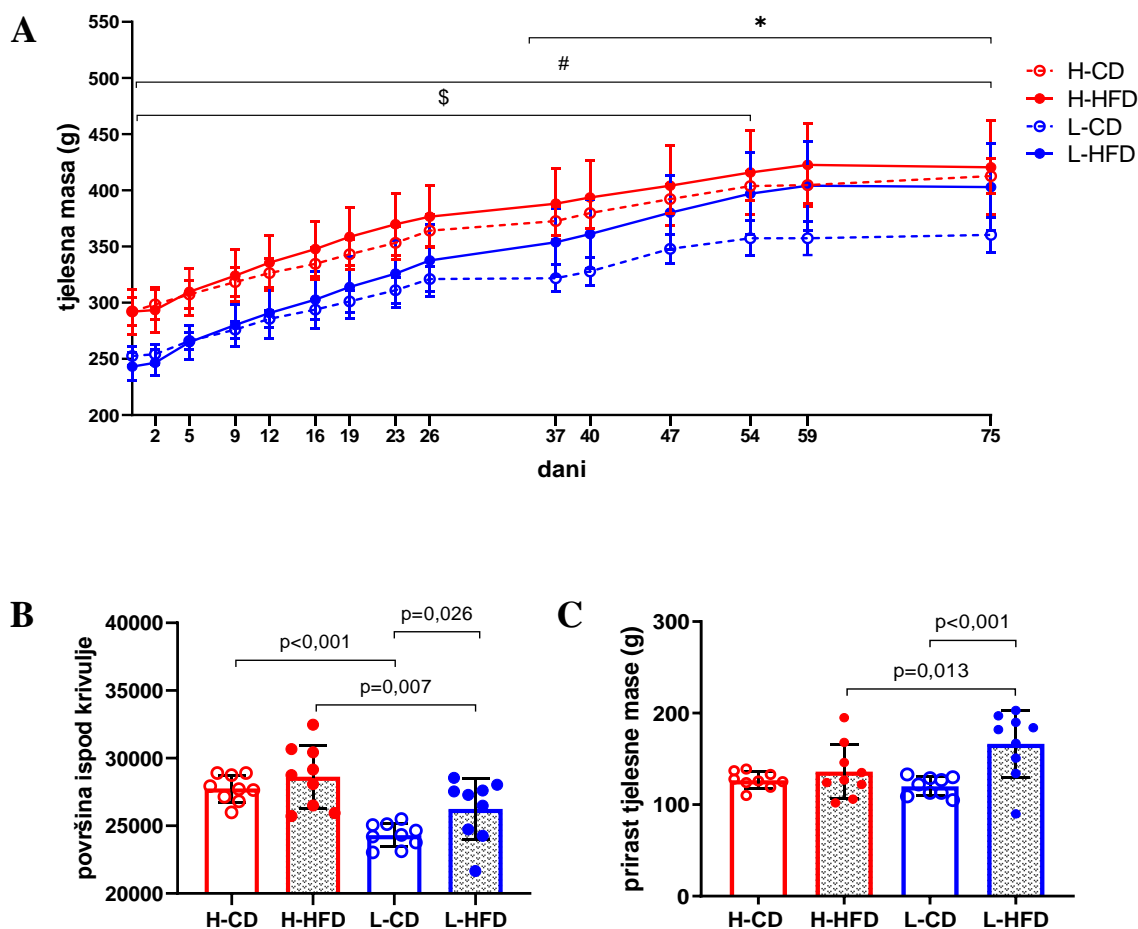 A
tjelesna masa (g)
550
500
450
400
350
300
250
200
*
#
$
H-CD
H-HFD
L-CD
L-HFD
2 5 9 12 16 19 23 26 37 40 47 54 59 75
dani
B
površina ispod krivulje
40000
35000
30000
25000
20000
p=0,026
p<0,001
p=0,007
H-CD H-HFD L-CD L-HFD
C
prirast tjelesne mase (g)
300
200
100
0
p<0,001
p=0,013
H-CD H-HFD L-CD L-HFD